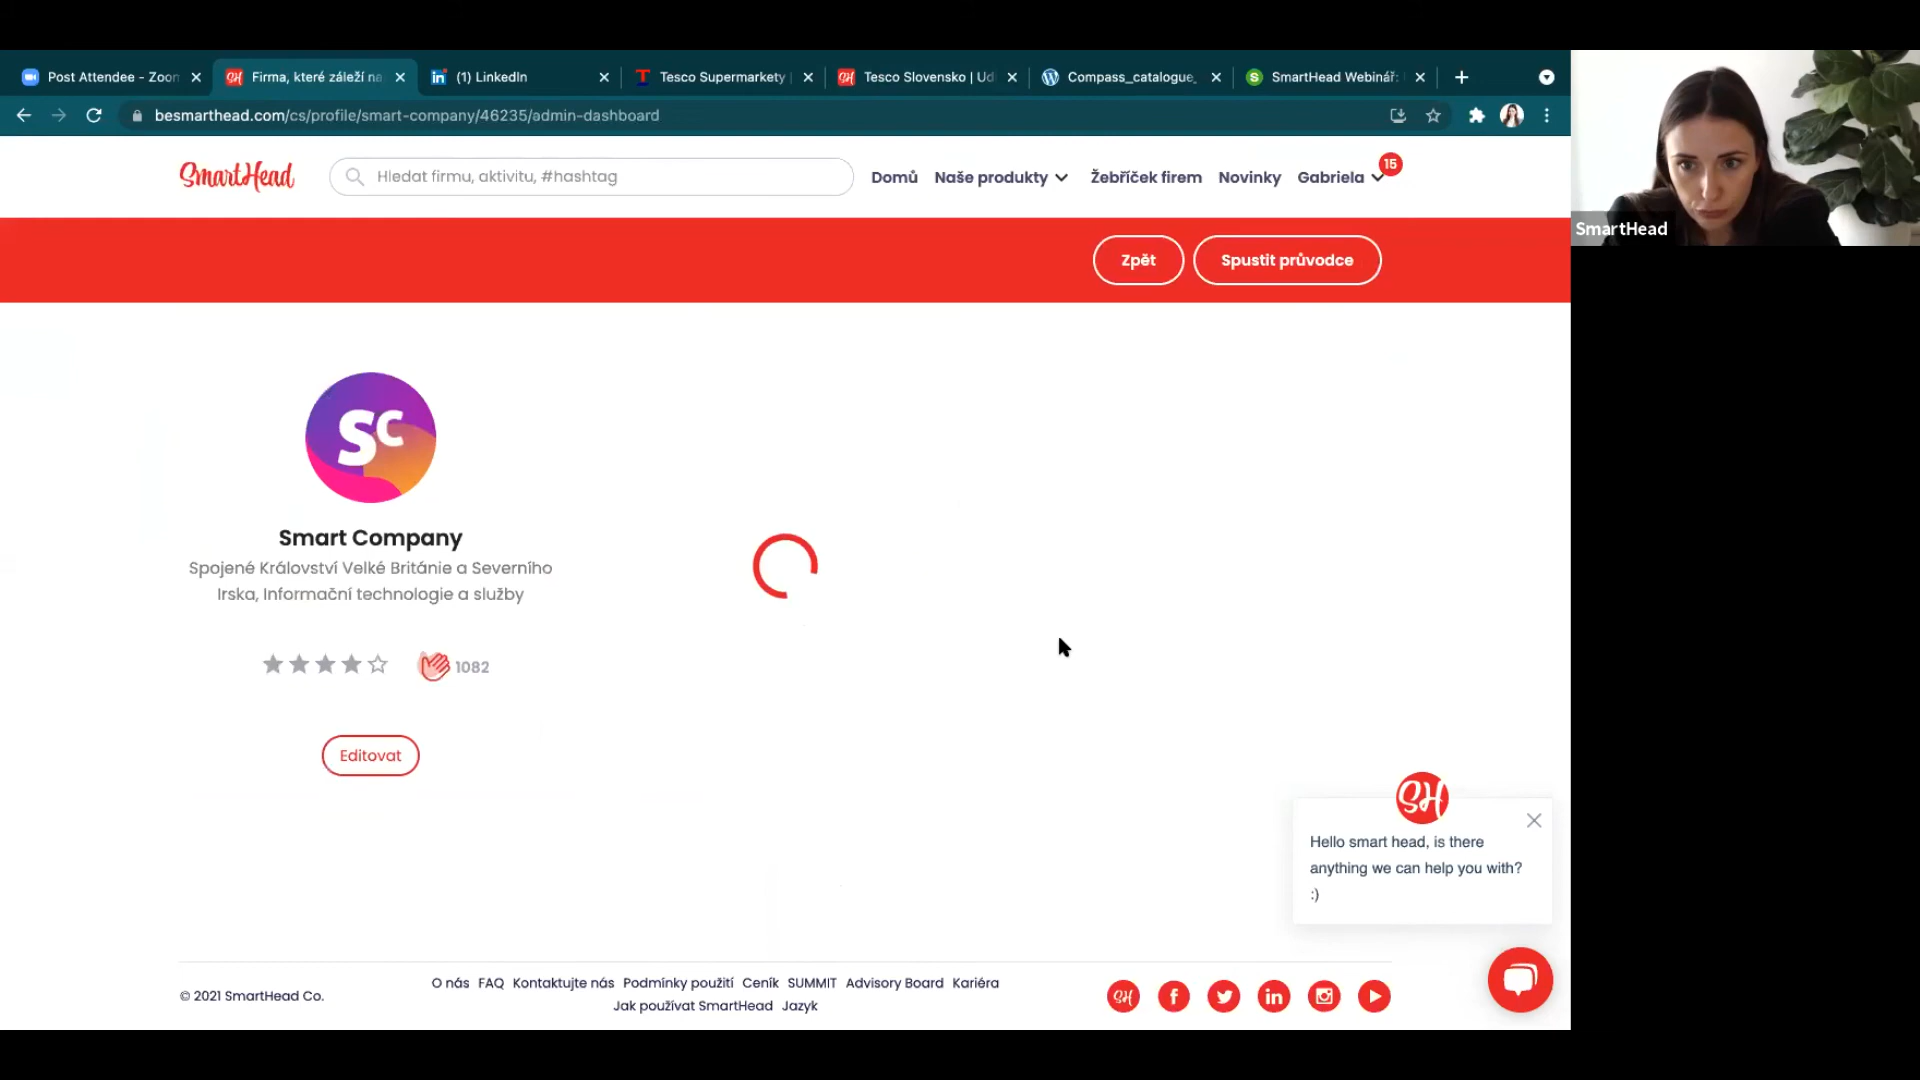 Post Attendee - Zoom
Firma, které záleží na
(1) LinkedIn
Tesco Supermarkety
Tesco Slovensko | Ud
Compass_catalogue_
SmartHead Webinář:
besmarthead.com/cs/profile/smart-company/46235/admin-dashboard
SmartHead
Hledat firmu, aktivitu, #hashtag
Domů
Naše produkty
Žebříček firem
Novinky
Gabriela
15
SmartHead
Zpět
Spustit průvodce
SC
Smart Company
Spojené Království Velké Británie a Severního
Irska, Informační technologie a služby
1082
Editovat
SH
Hello smart head, is there
anything we can help you with?
:)
© 2021 SmartHead Co.
O nás FAQ Kontaktujte nás Podmínky použití Ceník SUMMIT Advisory Board Kariéra
Jak používat SmartHead Jazyk
SH